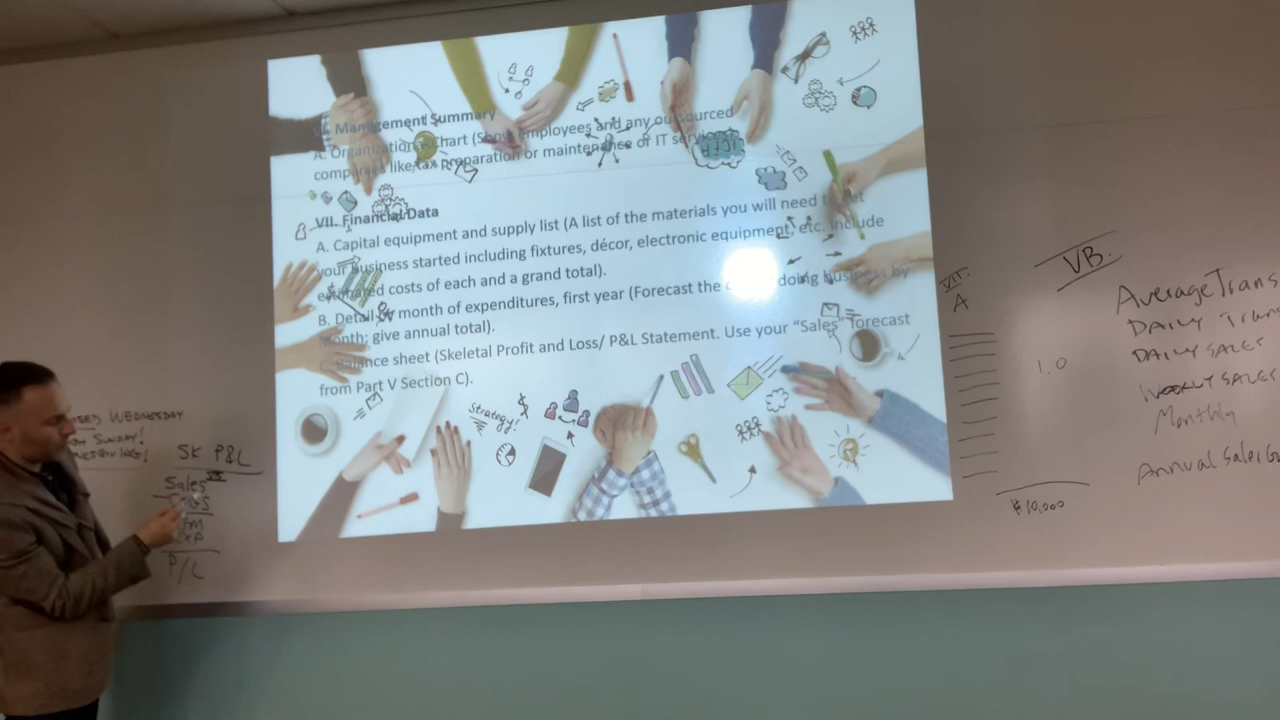 Management Summary
A. Organizational Chart (Show employees and any outsourced
companies like tax preparation or maintenance of IT services).
VII. Financial Data
A. Capital equipment and supply list (A list of the materials you will need to get
your business started including fixtures, décor, electronic equipment, etc. Include
estimated costs of each and a grand total).
B. Detail by month of expenditures, first year (Forecast the doing business by
month; give annual total).
Balance sheet (Skeletal Profit and Loss/ P&L Statement. Use your “Sales” forecast
from Part V Section C).
Strategy!
WEDNESDAY
SUNDAY!
SK P&L
Sales
P/L
VII.
A
1.0
$10,000
VB.
Average Trans
DAILY Tran
DAILY SALES
WEEKLY SALES
Monthly
Annual Sales